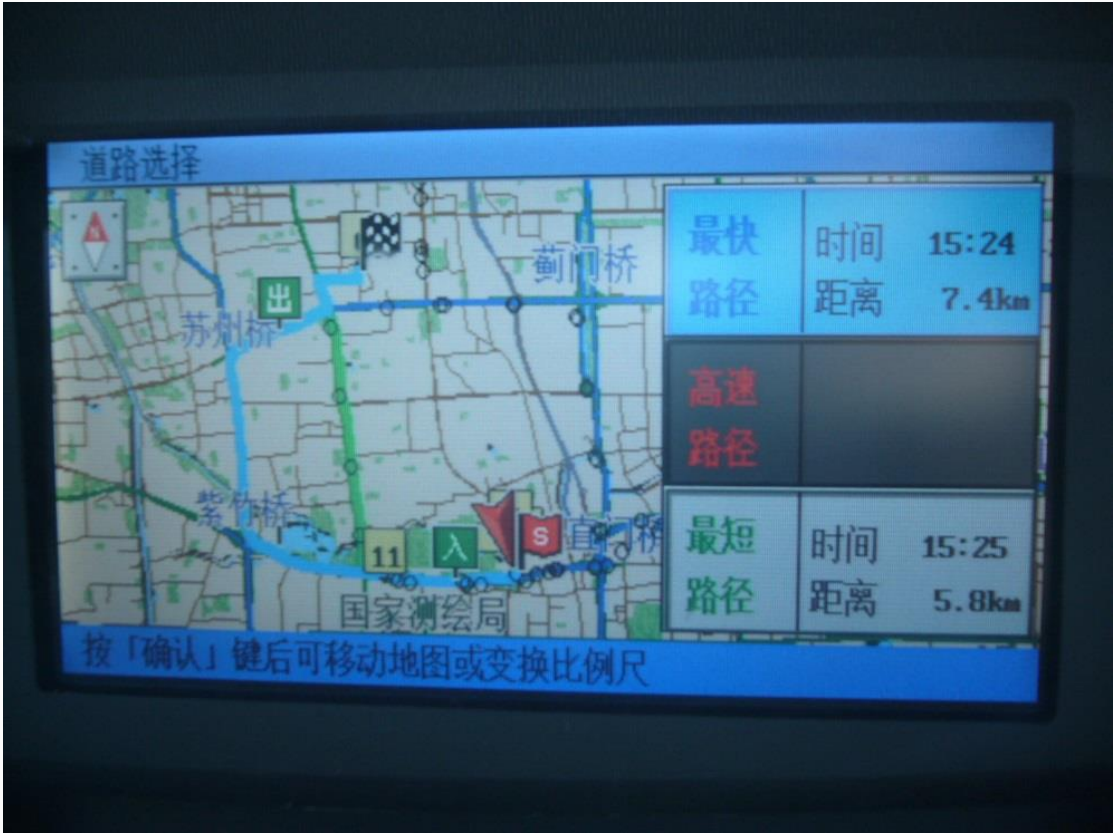 道路选择
N
蓟门桥
出
苏州桥
紫竹桥
11
入
S
直门桥
国家测绘局
最快路径
时间 15:24
距离 7.4km
高速路径
最短路径
时间 15:25
距离 5.8km
按「确认」键后可移动地图或变换比例尺